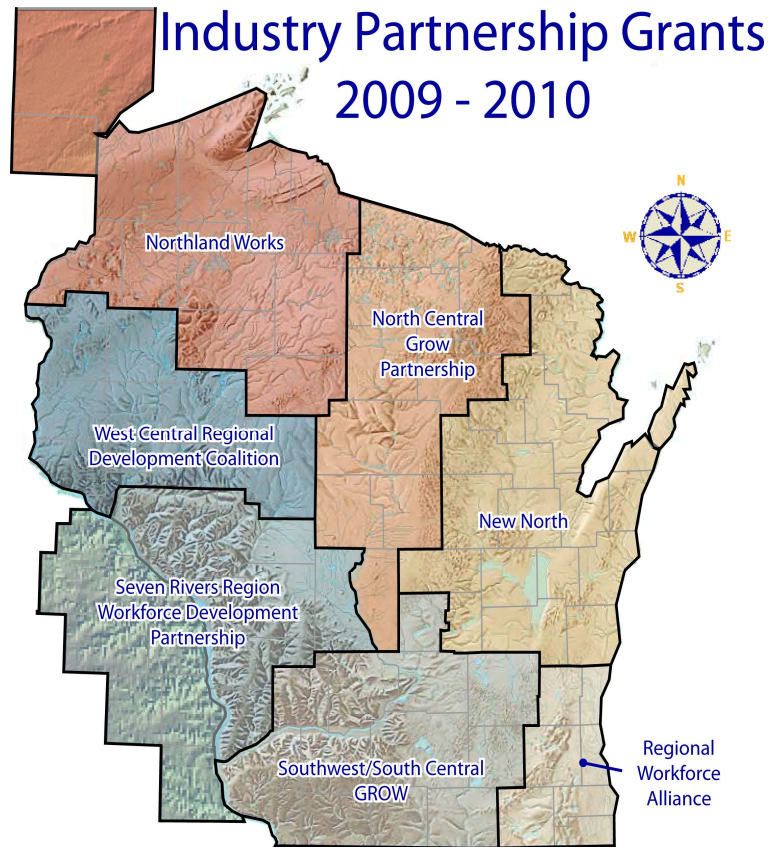 Industry Partnership Grants
2009 - 2010
N
W
E
S
Northland Works
North Central
Grow
Partnership
West Central Regional
Development Coalition
New North
Seven Rivers Region
Workforce Development
Partnership
Southwest/South Central
GROW
Regional
Workforce
Alliance